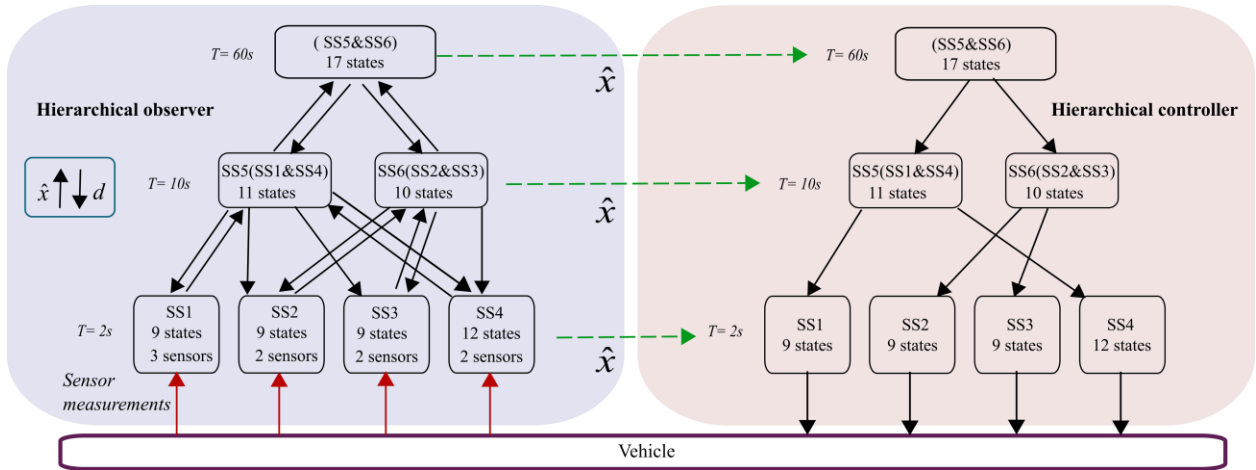 ( SS5&SS6)
17 states
T= 60s
x̂
(SS5&SS6)
17 states
T= 60s
Hierarchical observer
Hierarchical controller
x̂ d
T= 10s
SS5(SS1&SS4)
11 states
SS6(SS2&SS3)
10 states
x̂
T= 10s
SS5(SS1&SS4)
11 states
SS6(SS2&SS3)
10 states
T= 2s
SS1
9 states
3 sensors
SS2
9 states
2 sensors
SS3
9 states
2 sensors
SS4
12 states
2 sensors
x̂
T= 2s
SS1
9 states
SS2
9 states
SS3
9 states
SS4
12 states
Sensor
measurements
Vehicle